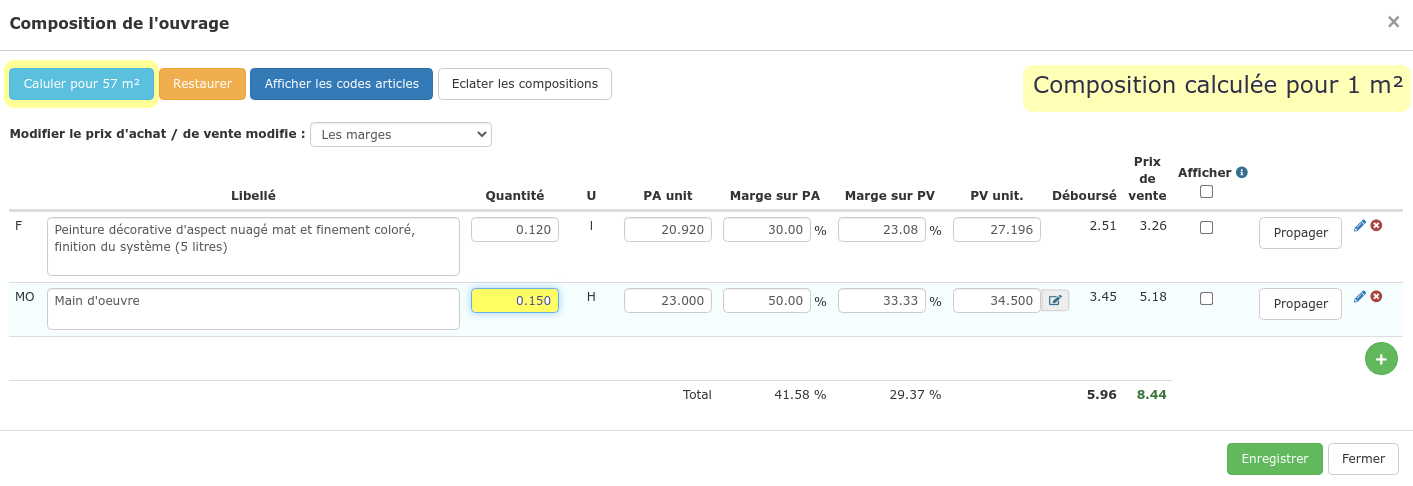 Composition de l'ouvrage
×
Caluler pour 57 m² Restaurer Afficher les codes articles Eclater les compositions
Composition calculée pour 1 m²
Modifier le prix d'achat / de vente modifie : Les marges
Libellé Quantité U PA unit Marge sur PA Marge sur PV PV unit. Déboursé Prix de vente Afficher
F Peinture décorative d'aspect nuagé mat et finement coloré, 0.120 l 20.920 30.00 % 23.08 % 27.196 2.51 3.26 Propager
finition du système (5 litres)
MO Main d'oeuvre 0.150 H 23.000 50.00 % 33.33 % 34.500 3.45 5.18 Propager
+
Total 41.58 % 29.37 % 5.96 8.44
Enregistrer Fermer